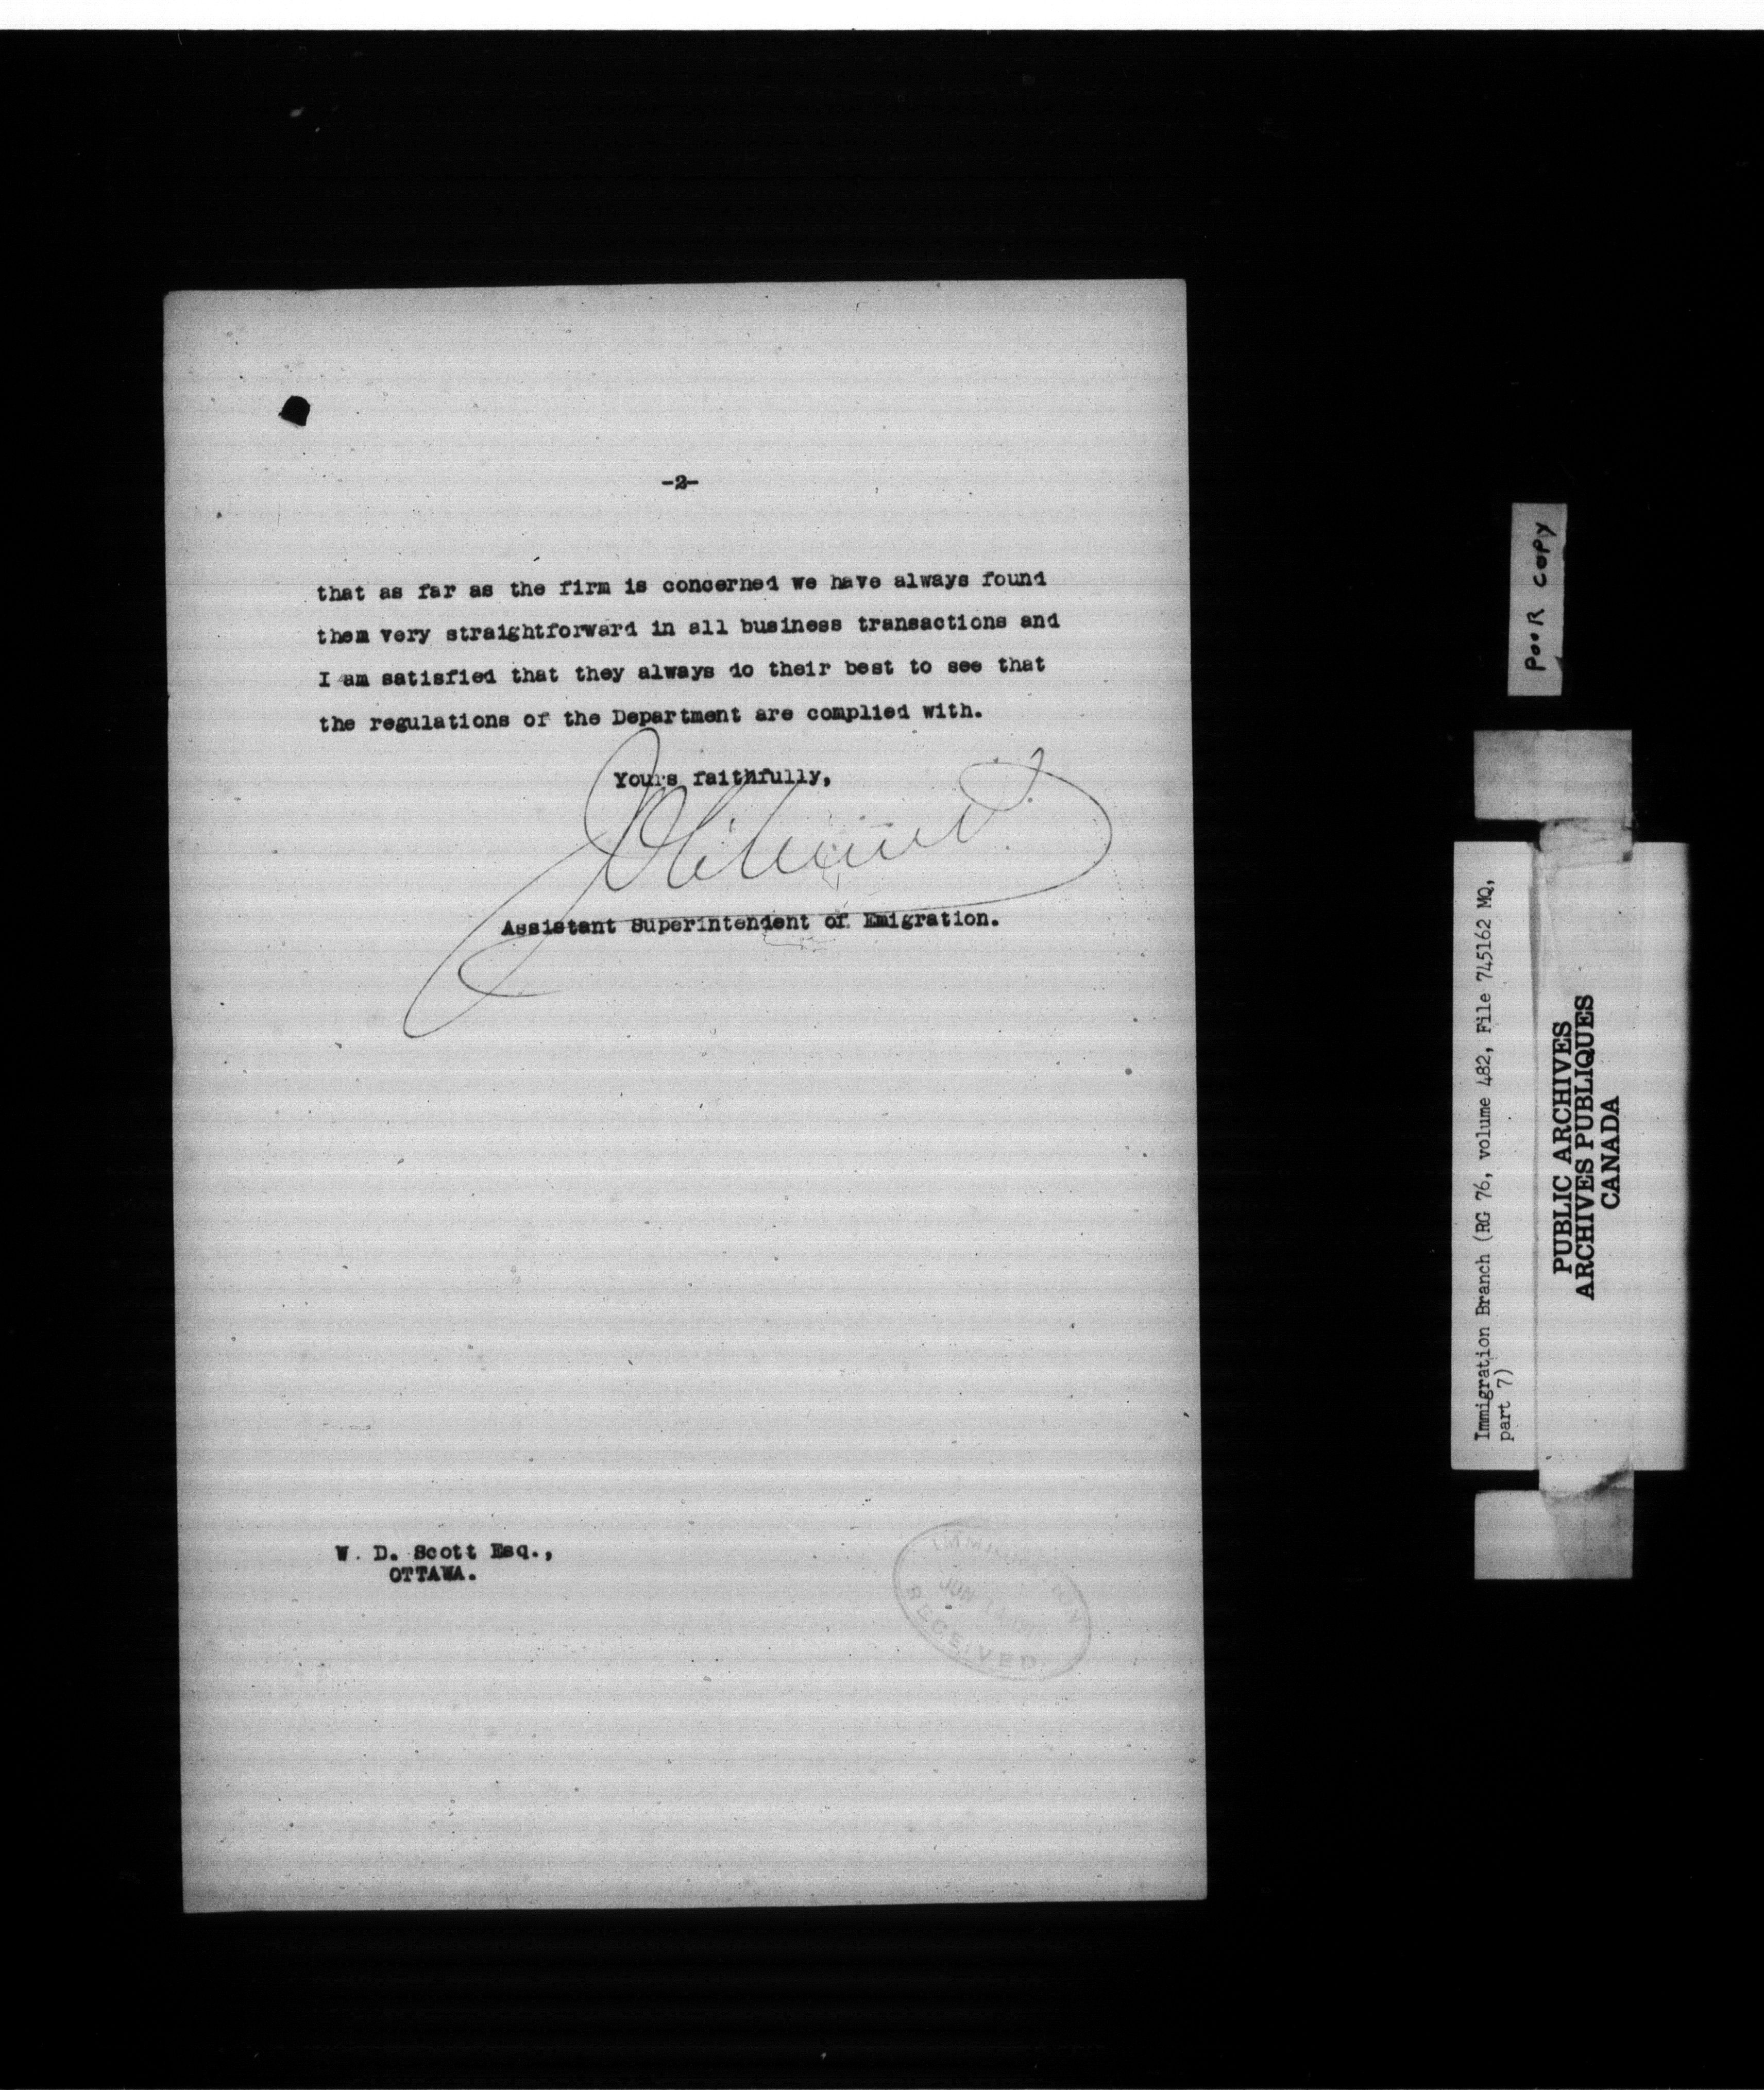 -2-
that as far as the firm is concerned we have always found
them very straightforward in all business transactions and
I am satisfied that they always do their best to see that
the regulations of the Department are complied with.
Yours faithfully,
Assistant Superintendent of Emigration.
W. D. Scott Esq.,
OTTAWA.
IMMIGRATION
JUN 14
RECEIVED
POOR COPY
Immigration Branch (RG 76, volume 482, File 745162 MQ,
part 7)
PUBLIC ARCHIVES
ARCHIVES PUBLIQUES
CANADA